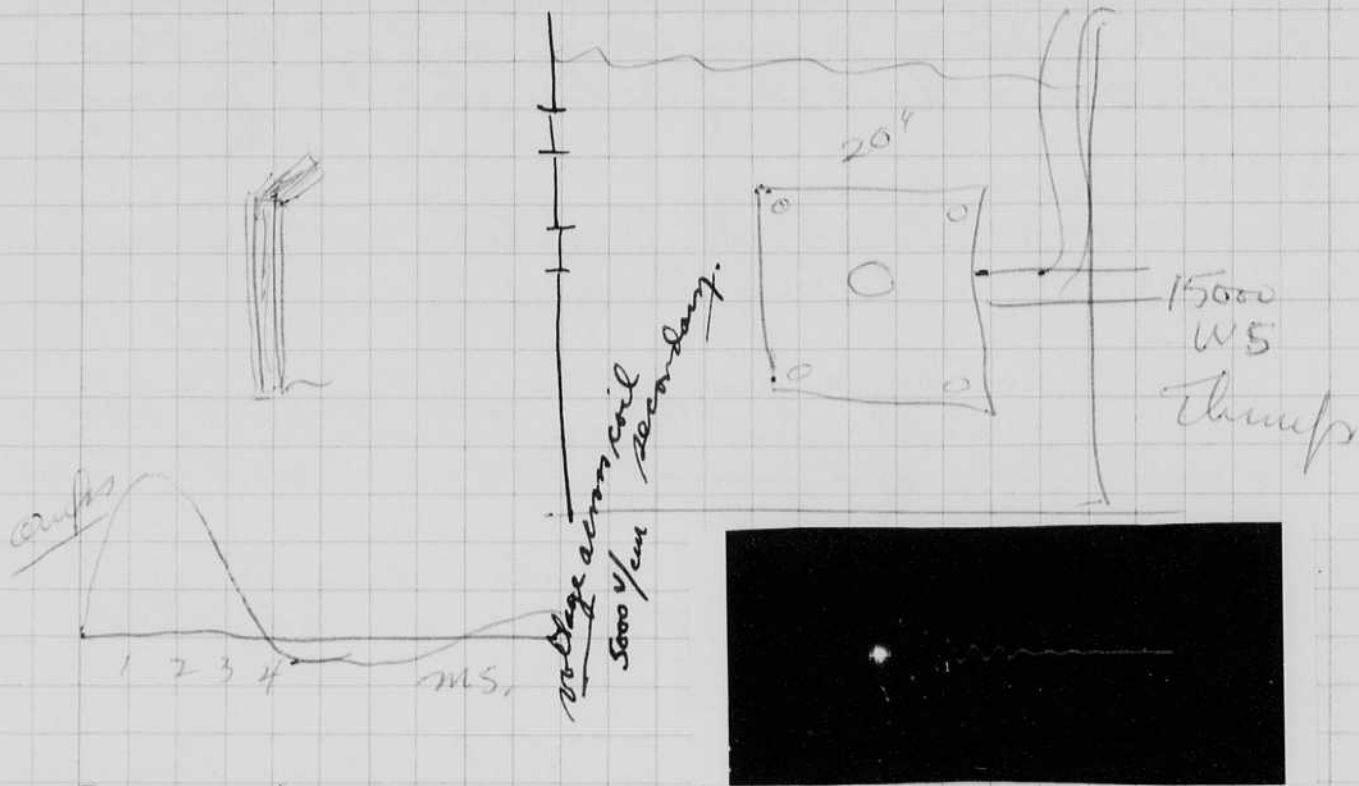 20"
15000
WS
Thump
amps
1 2 3 4 ms.
voltage across coil
5000 V/cm secondary.